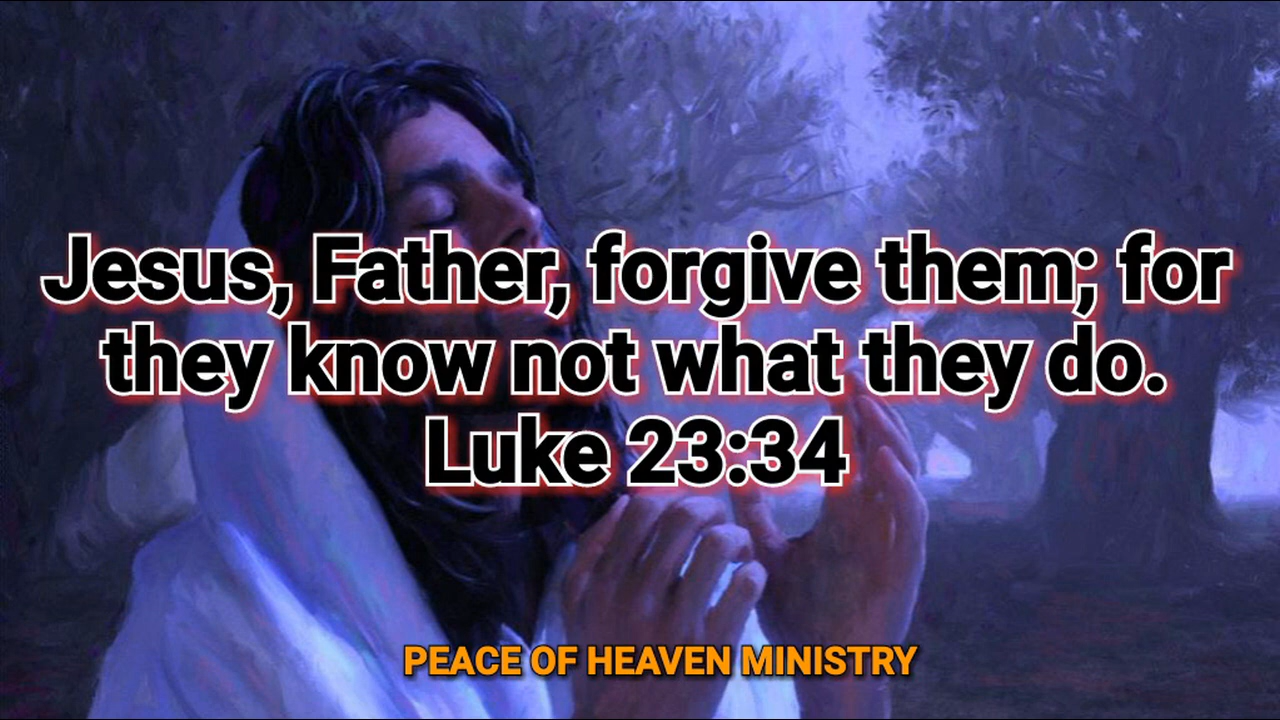 Jesus, Father, forgive them; for
they know not what they do.
Luke 23:34
PEACE OF HEAVEN MINISTRY